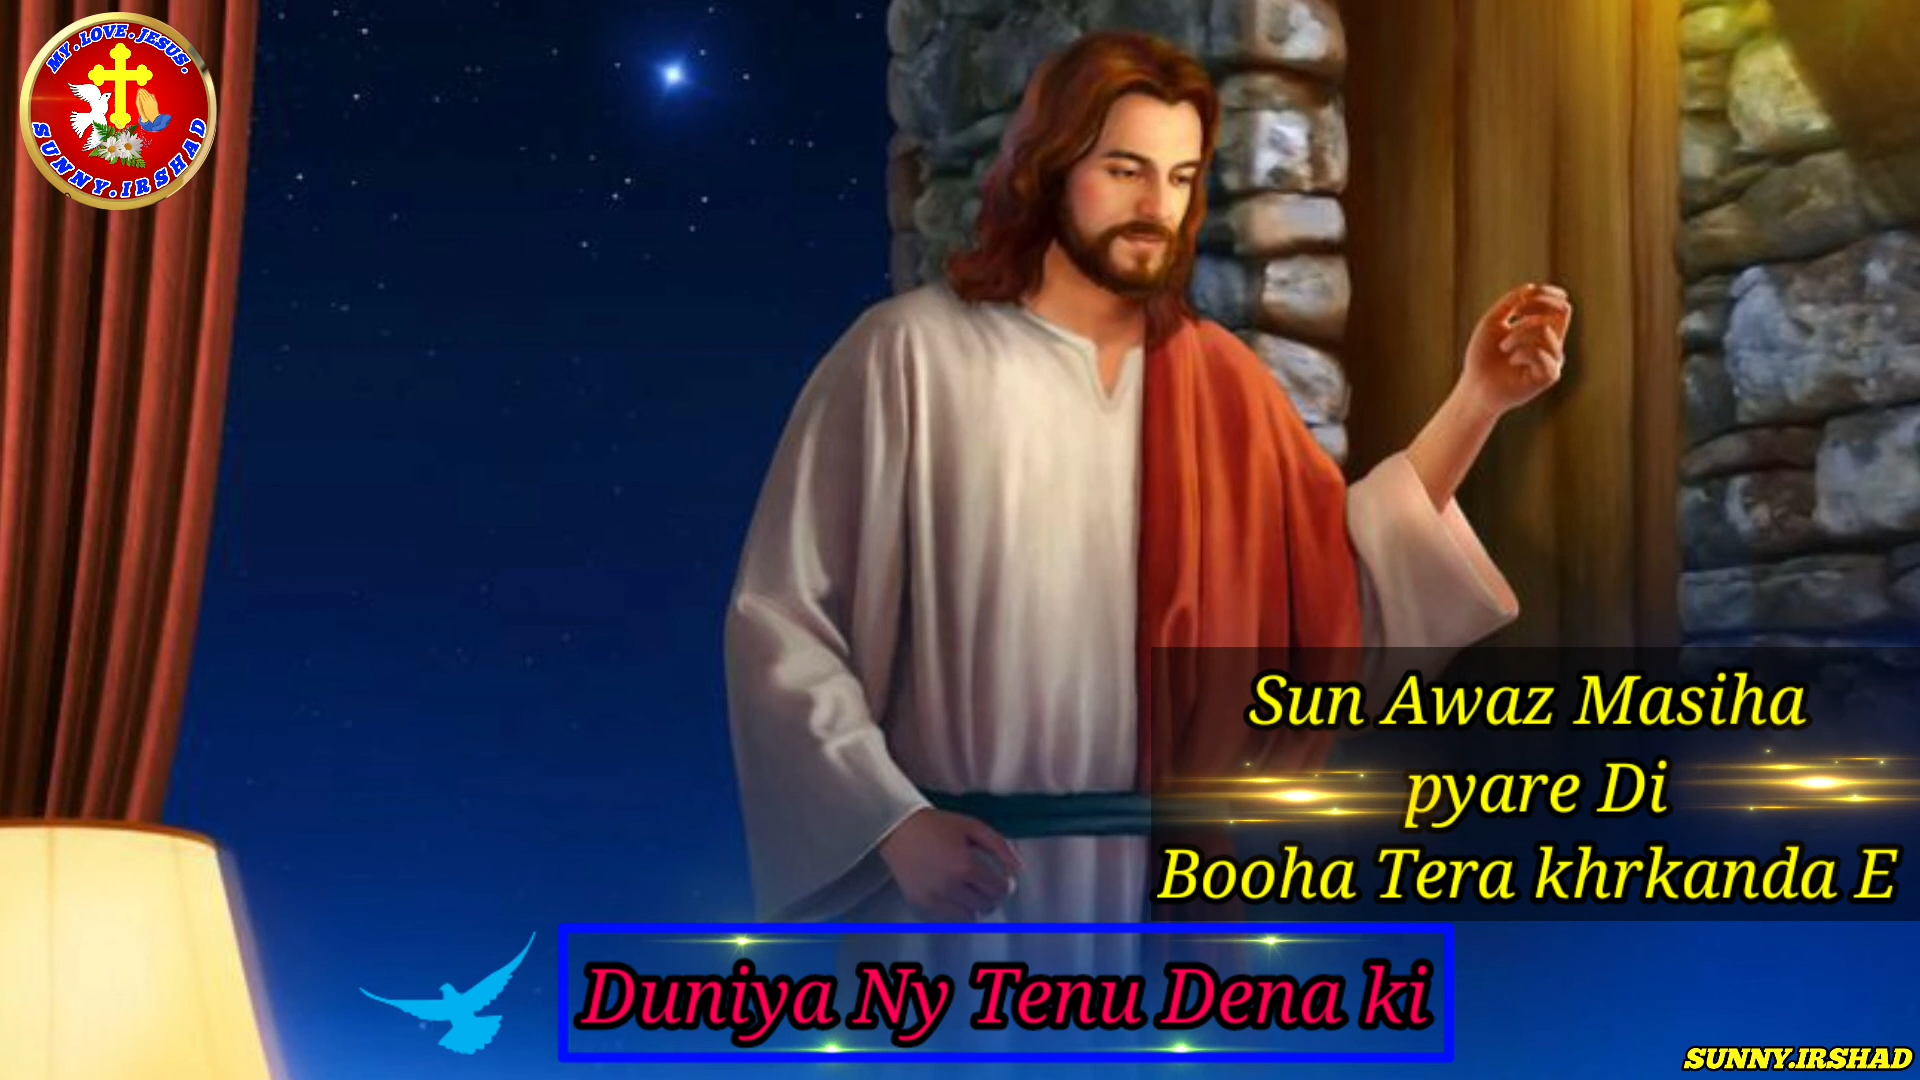 MY.LOVE.JESUS.
SUNNY.IRSHAD
Sun Awaz Masiha
pyare Di
Booha Tera khrkanda E
Duniya Ny Tenu Dena ki
SUNNY.IRSHAD